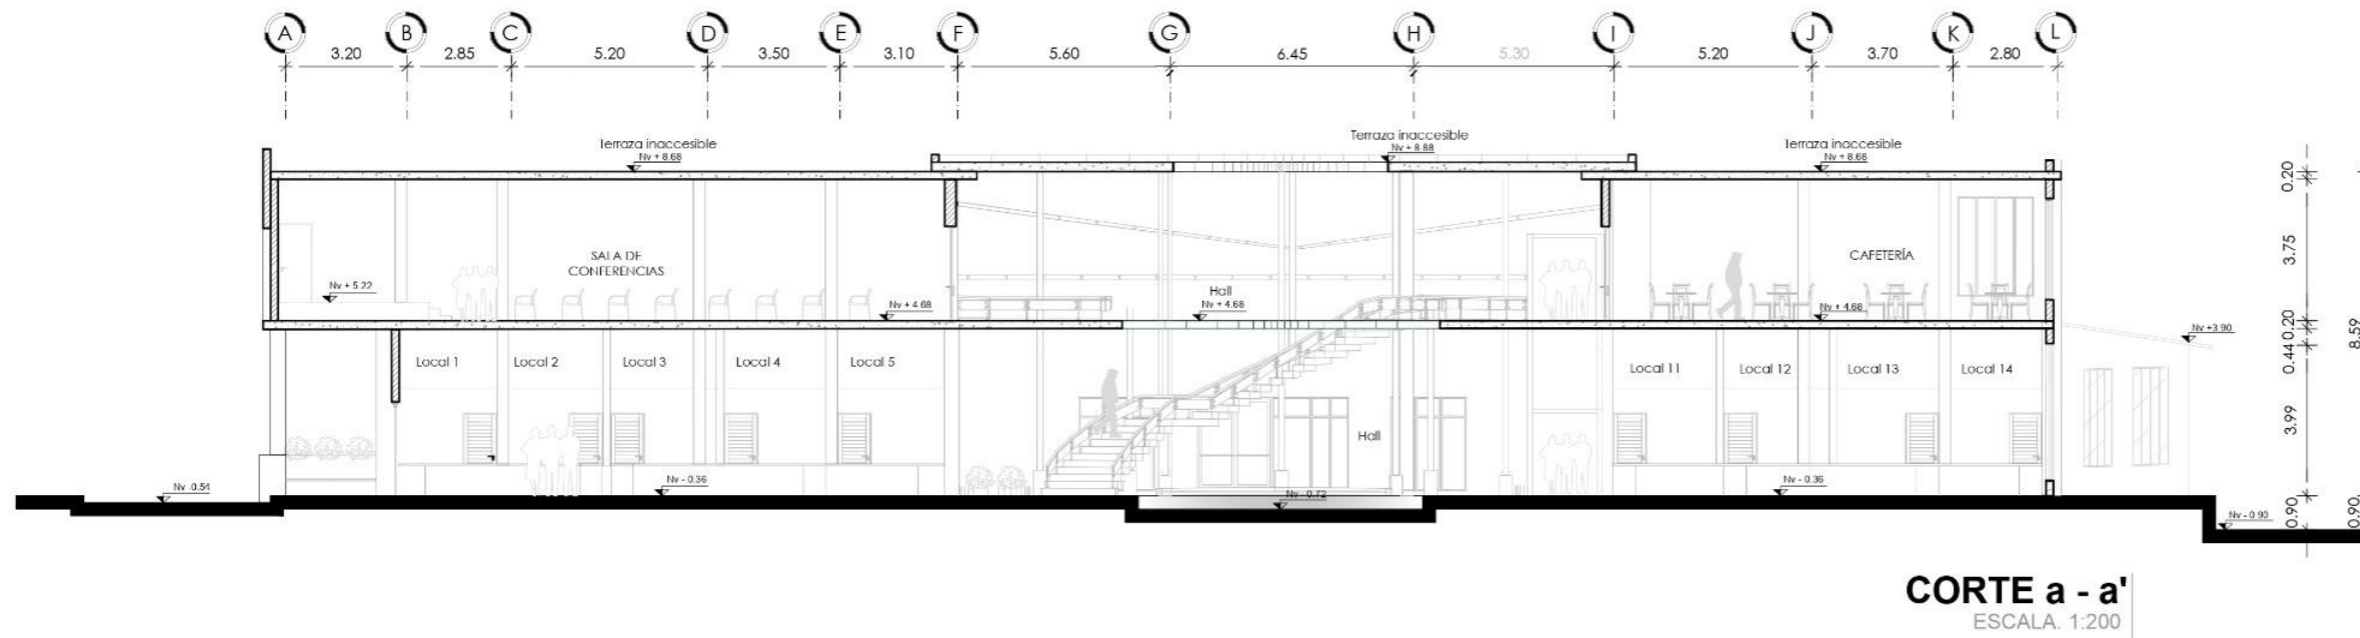 A B C D E F G H I J K L
3.20 2.85 5.20 3.50 3.10 5.60 6.45 5.30 5.20 3.70 2.80
Terraza inaccesible
Nv + 8.68
Terraza inaccesible
Nv + 8.88
Terraza inaccesible
Nv + 8.68
0.20
SALA DE
CONFERENCIAS
CAFETERÍA
3.75
Nv + 5.22
Nv + 4.68
Hall
Nv + 4.68
Nv + 4.68
0.20
Nv +3.90
8.59
0.44
Local 1 Local 2 Local 3 Local 4 Local 5
Local 11 Local 12 Local 13 Local 14
Hall
3.99
Nv -0.54
Nv - 0.36
Nv - 0.72
Nv - 0.36
Nv - 0.90
0.90
0.90
CORTE a - a'
ESCALA. 1:200